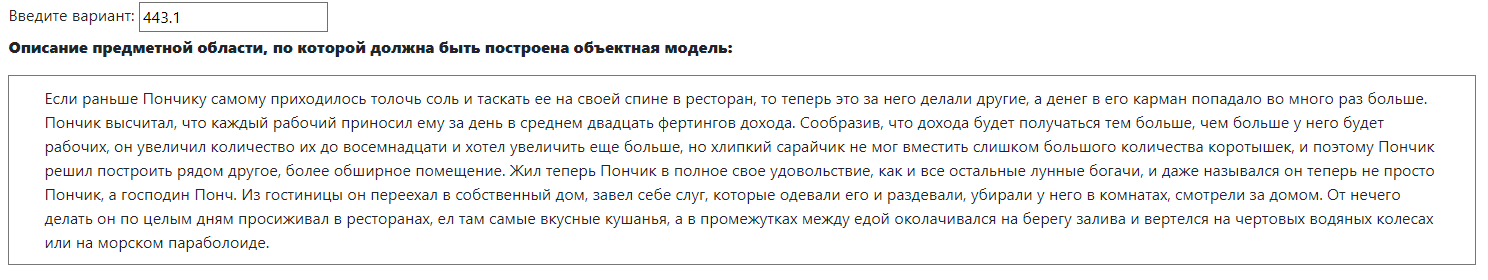 Введите вариант: 443.1
Описание предметной области, по которой должна быть построена объектная модель:
Если раньше Пончику самому приходилось толочь соль и таскать ее на своей спине в ресторан, то теперь это за него делали другие, а денег в его карман попадало во много раз больше.
Пончик высчитал, что каждый рабочий приносил ему за день в среднем двадцать фертингов дохода. Сообразив, что дохода будет получаться тем больше, чем больше у него будет
рабочих, он увеличил количество их до восемнадцати и хотел увеличить еще больше, но хлипкий сарайчик не мог вместить слишком большого количества коротышек, и поэтому Пончик
решил построить рядом другое, более обширное помещение. Жил теперь Пончик в полное свое удовольствие, как и все остальные лунные богачи, и даже назывался он теперь не просто
Пончик, а господин Понч. Из гостиницы он переехал в собственный дом, завел себе слуг, которые одевали его и раздевали, убирали у него в комнатах, смотрели за домом. От нечего
делать он по целым дням просиживал в ресторанах, ел там самые вкусные кушанья, а в промежутках между едой околачивался на берегу залива и вертелся на чертовых водяных колесах
или на морском параболоиде.